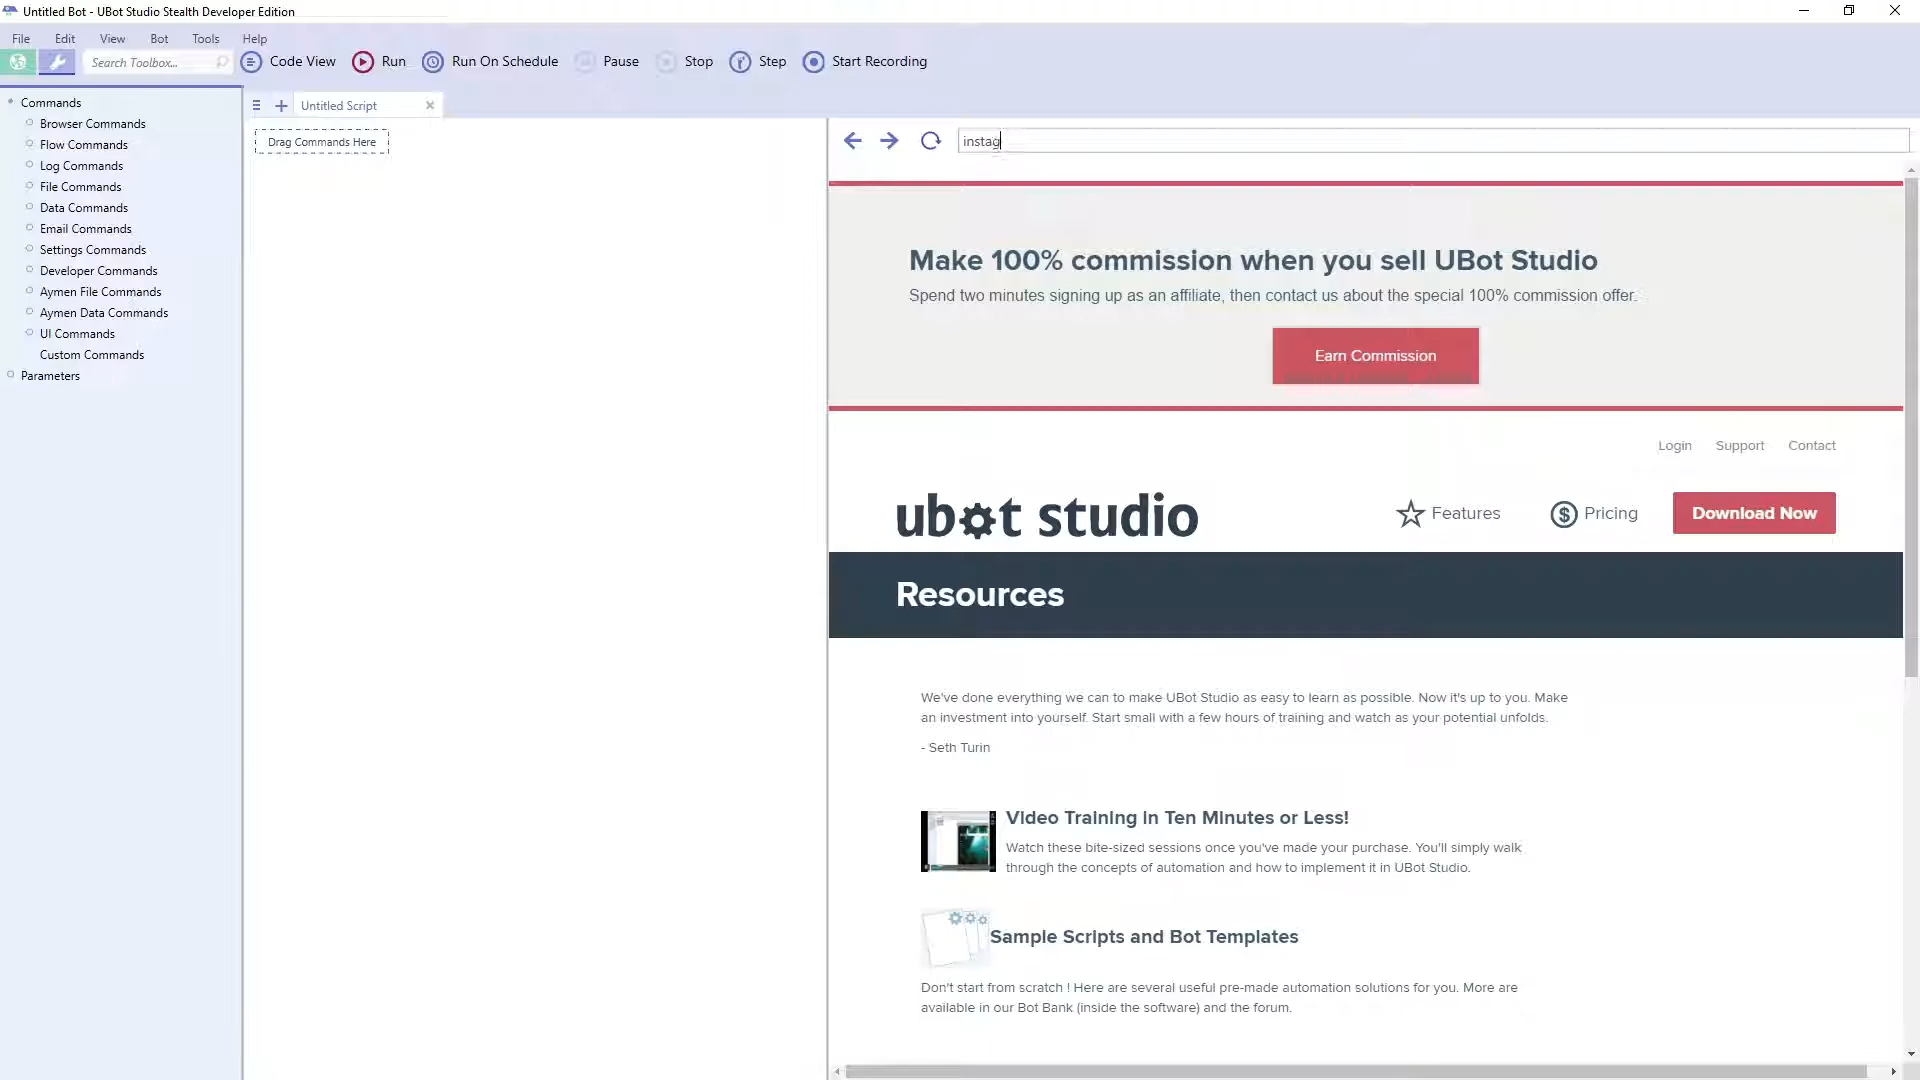 Untitled Bot - UBot Studio Stealth Developer Edition
File Edit View Bot Tools Help
Search Toolbox...
Code View Run Run On Schedule Pause Stop Step Start Recording
Commands
Browser Commands
Flow Commands
Log Commands
File Commands
Data Commands
Email Commands
Settings Commands
Developer Commands
Aymen File Commands
Aymen Data Commands
UI Commands
Custom Commands
Parameters
Untitled Script
Drag Commands Here
instag
Make 100% commission when you sell UBot Studio
Spend two minutes signing up as an affiliate, then contact us about the special 100% commission offer.
Earn Commission
Login Support Contact
ubot studio
Features Pricing Download Now
Resources
We've done everything we can to make UBot Studio as easy to learn as possible. Now it's up to you. Make
an investment into yourself. Start small with a few hours of training and watch as your potential unfolds.
- Seth Turin
Video Training in Ten Minutes or Less!
Watch these bite-sized sessions once you've made your purchase. You'll simply walk
through the concepts of automation and how to implement it in UBot Studio.
Sample Scripts and Bot Templates
Don't start from scratch ! Here are several useful pre-made automation solutions for you. More are
available in our Bot Bank (inside the software) and the forum.